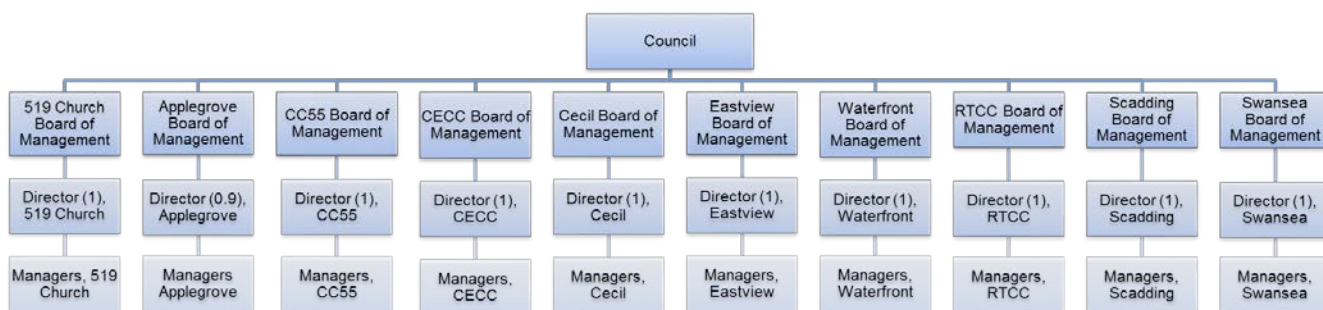 Council
519 Church
Board of
Management
Applegrove
Board of
Management
CC55 Board of
Management
CECC Board of
Management
Cecil Board of
Management
Eastview
Board of
Management
Waterfront
Board of
Management
RTCC Board of
Management
Scadding
Board of
Management
Swansea
Board of
Management
Director (1),
519 Church
Director (0.9),
Applegrove
Director (1),
CC55
Director (1),
CECC
Director (1),
Cecil
Director (1),
Eastview
Director (1),
Waterfront
Director (1),
RTCC
Director (1),
Scadding
Director (1),
Swansea
Managers, 519
Church
Managers
Applegrove
Managers,
CC55
Managers,
CECC
Managers,
Cecil
Managers,
Eastview
Managers,
Waterfront
Managers,
RTCC
Managers,
Scadding
Managers,
Swansea